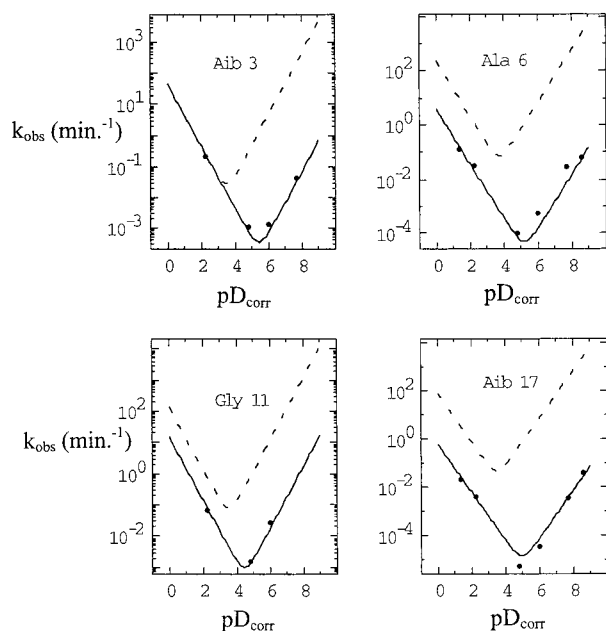 10³
10¹
10⁻¹
10⁻³
Aib 3
k_obs (min.⁻¹)
0 2 4 6 8
pD_corr
10²
10⁰
10⁻²
10⁻⁴
Ala 6
0 2 4 6 8
pD_corr
10²
10⁰
10⁻²
Gly 11
k_obs (min.⁻¹)
0 2 4 6 8
pD_corr
10²
10⁰
10⁻²
10⁻⁴
Aib 17
0 2 4 6 8
pD_corr